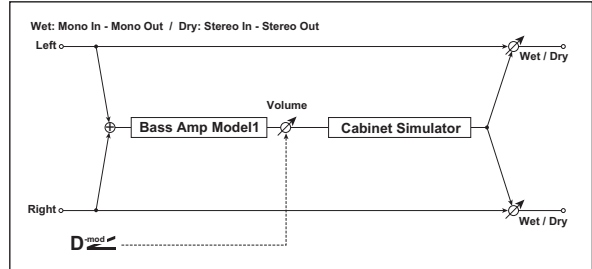 Wet: Mono In - Mono Out / Dry: Stereo In - Stereo Out
Left
Wet / Dry
Volume
Bass Amp Model1
Cabinet Simulator
Right
Wet / Dry
D-mod